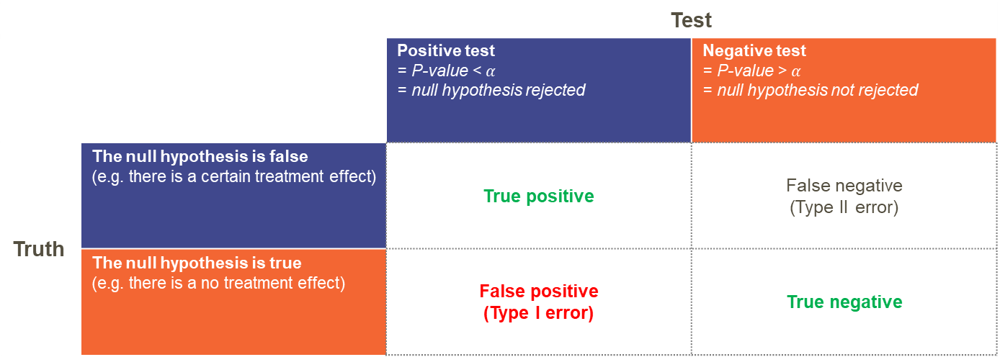 Test
Positive test
= P-value < α
= null hypothesis rejected
Negative test
= P-value > α
= null hypothesis not rejected
The null hypothesis is false
(e.g. there is a certain treatment effect)
True positive
False negative
(Type II error)
Truth
The null hypothesis is true
(e.g. there is a no treatment effect)
False positive
(Type I error)
True negative